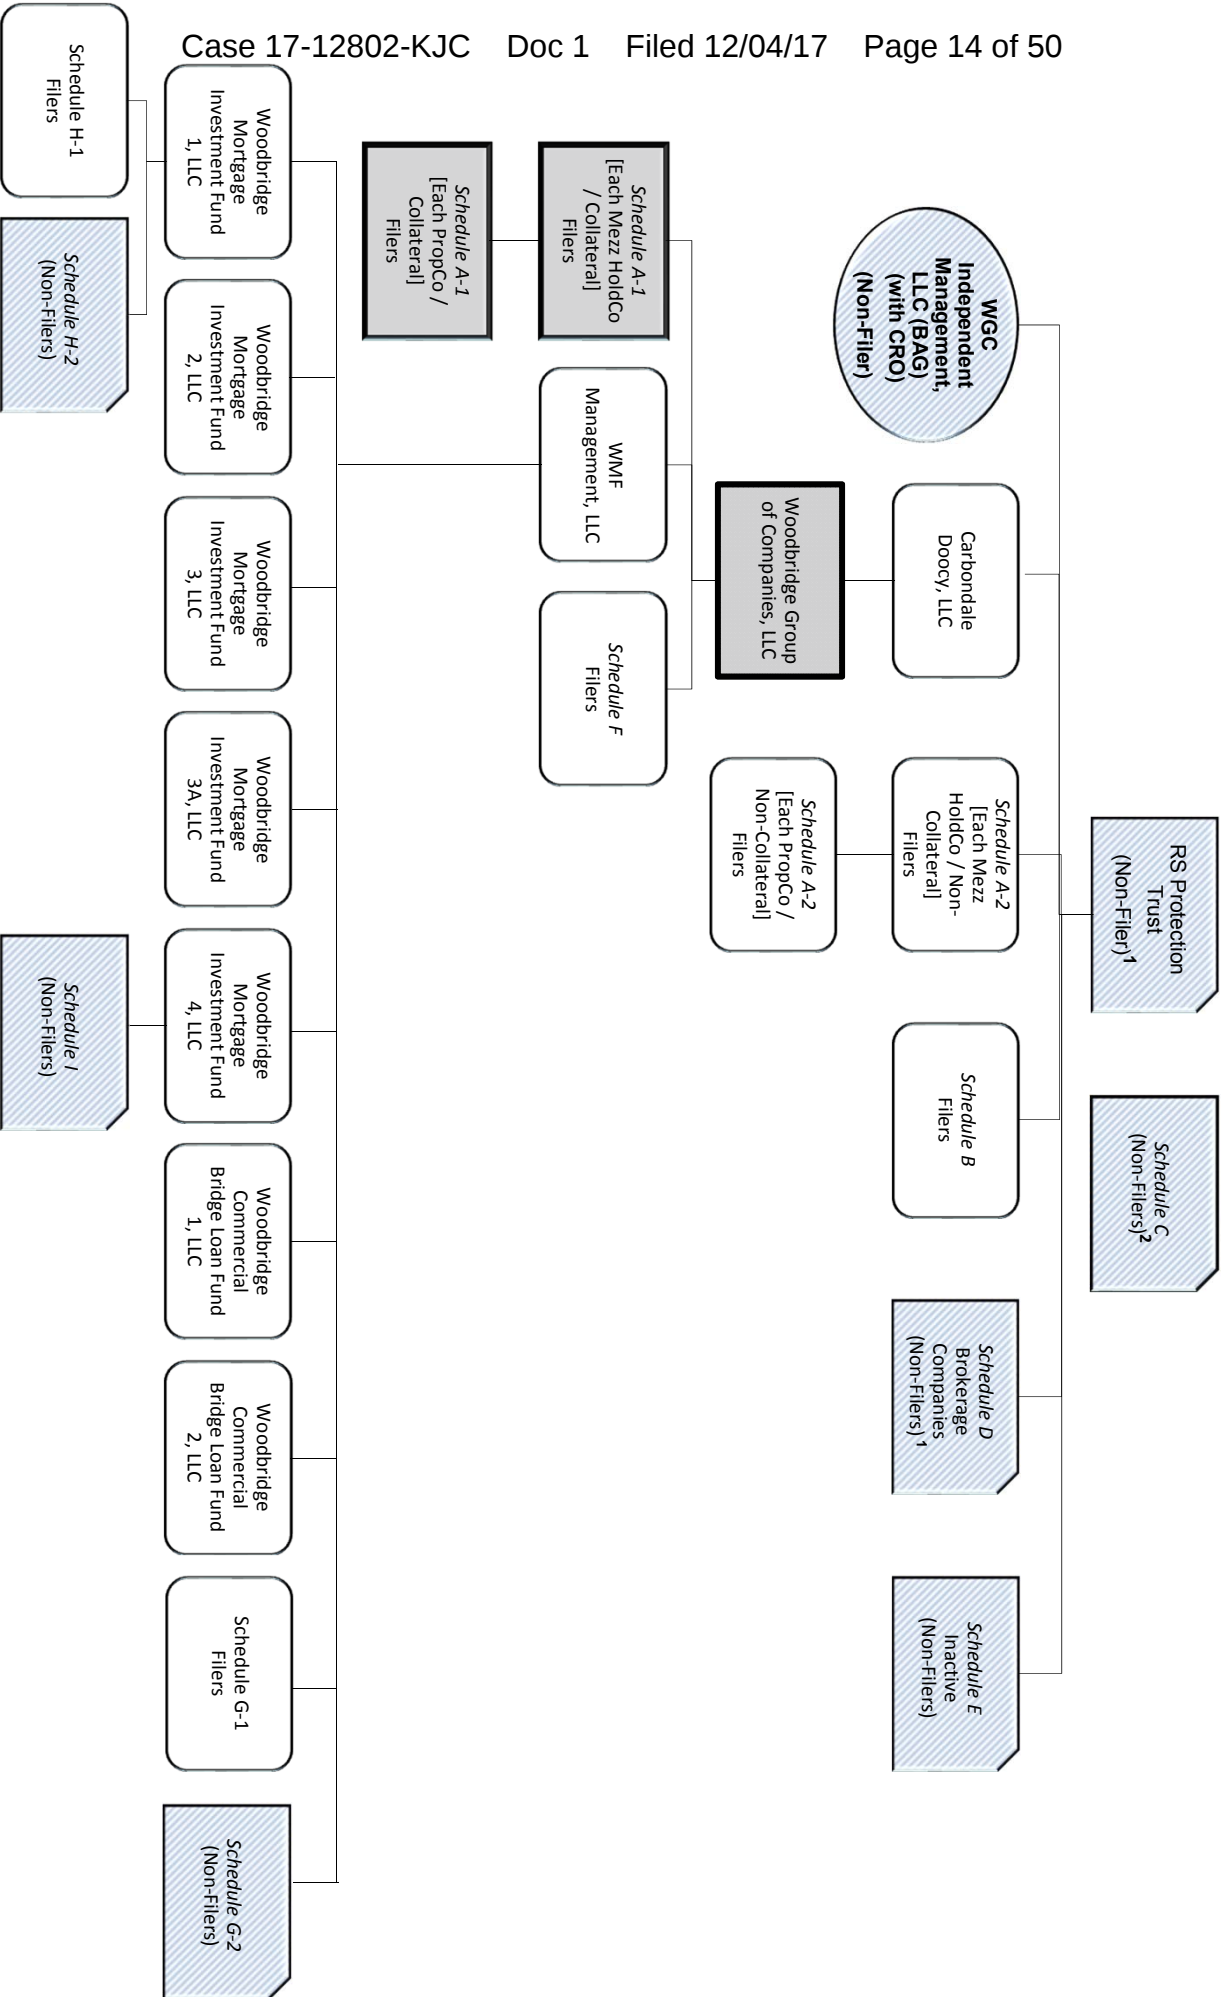 Case 17-12802-KJC Doc 1 Filed 12/04/17 Page 14 of 50
RS Protection
Trust
(Non-Filer)1
Schedule C
(Non-Filers)2
WGC
Independent
Management,
LLC (BAG)
(with CRO)
(Non-Filer)
Carbondale
Doocy, LLC
Schedule A-2
[Each Mezz
HoldCo / Non-
Collateral]
Filers
Schedule B
Filers
Schedule D
Brokerage
Companies
(Non-Filers) 1
Schedule E
Inactive
(Non-Filers)
Woodbridge Group
of Companies, LLC
Schedule A-2
[Each PropCo /
Non-Collateral]
Filers
Schedule A-1
[Each Mezz HoldCo
/ Collateral]
Filers
WMF
Management, LLC
Schedule F
Filers
Schedule A-1
[Each PropCo /
Collateral]
Filers
Woodbridge
Mortgage
Investment Fund
1, LLC
Woodbridge
Mortgage
Investment Fund
2, LLC
Woodbridge
Mortgage
Investment Fund
3, LLC
Woodbridge
Mortgage
Investment Fund
3A, LLC
Woodbridge
Mortgage
Investment Fund
4, LLC
Woodbridge
Commercial
Bridge Loan Fund
1, LLC
Woodbridge
Commercial
Bridge Loan Fund
2, LLC
Schedule G-1
Filers
Schedule G-2
(Non-Filers)
Schedule H-1
Filers
Schedule H-2
(Non-Filers)
Schedule I
(Non-Filers)